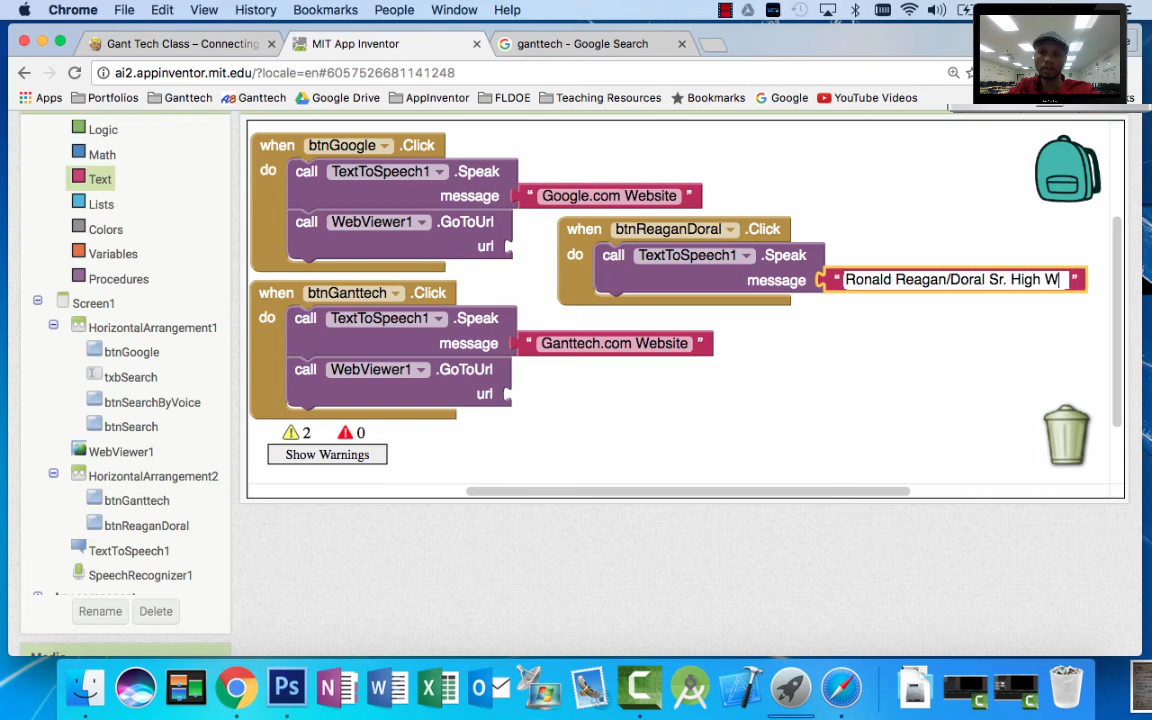 Chrome File Edit View History Bookmarks People Window Help
Gant Tech Class – Connecting
MIT App Inventor
ganttech - Google Search
ai2.appinventor.mit.edu/?locale=en#6057526681141248
Apps Portfolios Ganttech Ganttech Google Drive AppInventor FLDOE Teaching Resources Bookmarks Google YouTube Videos
Logic
Math
Text
Lists
Colors
Variables
Procedures
Screen1
HorizontalArrangement1
btnGoogle
txbSearch
btnSearchByVoice
btnSearch
WebViewer1
HorizontalArrangement2
btnGanttech
btnReaganDoral
TextToSpeech1
SpeechRecognizer1
Rename Delete
when btnGoogle .Click
do call TextToSpeech1 .Speak
message " Google.com Website "
call WebViewer1 .GoToUrl
url
when btnReaganDoral .Click
do call TextToSpeech1 .Speak
message " Ronald Reagan/Doral Sr. High W "
when btnGanttech .Click
do call TextToSpeech1 .Speak
message " Ganttech.com Website "
call WebViewer1 .GoToUrl
url
2 0
Show Warnings